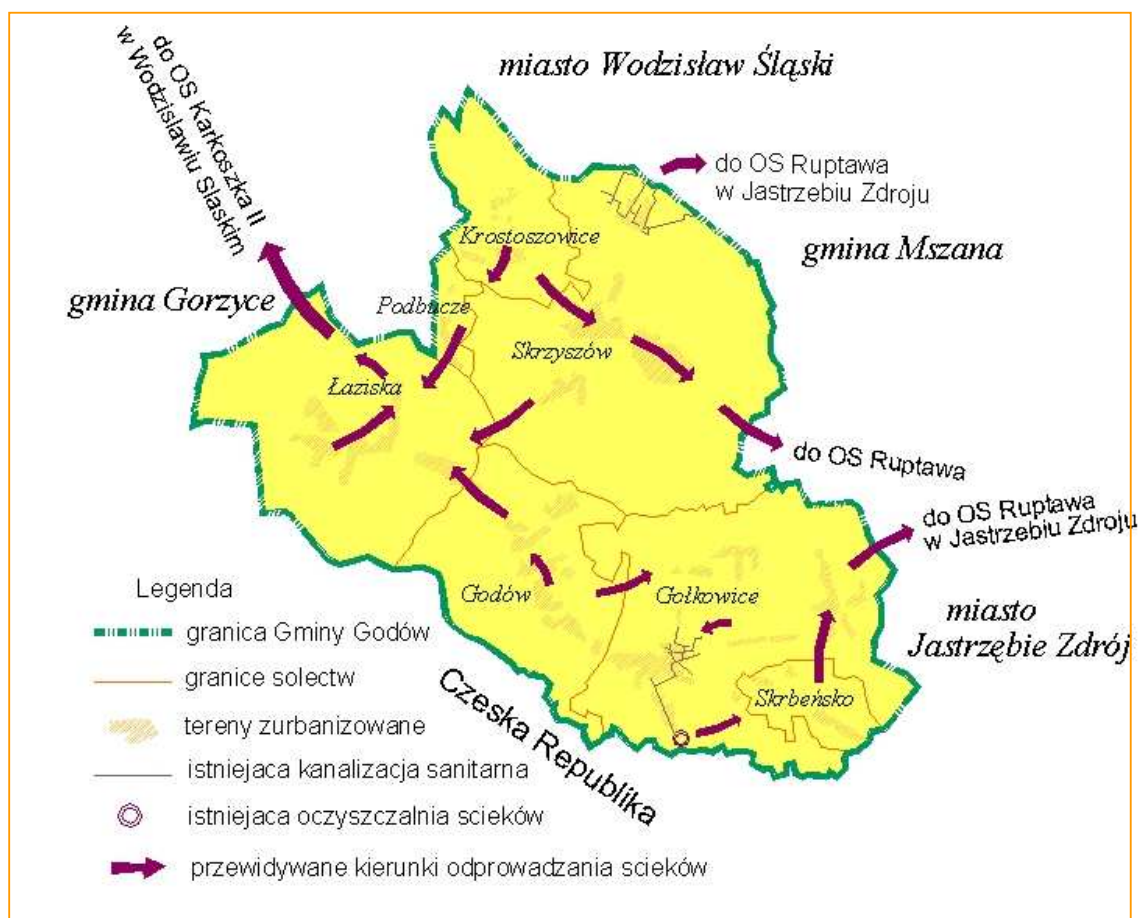 do OS Karkoszka II
w Wodzislawiu Slaskim
miasto Wodzisław Śląski
do OS Ruptawa
w Jastrzebiu Zdroju
gmina Mszana
Krostoszowice
gmina Gorzyce
Podbucze
Skrzyszów
Łaziska
do OS Ruptawa
do OS Ruptawa
w Jastrzebiu Zdroju
Godów
Gołkowice
miasto
Jastrzębie Zdrój
Skrbeńsko
Czeska Republika
Legenda
granica Gminy Godów
granice solectw
tereny zurbanizowane
istniejaca kanalizacja sanitarna
istniejaca oczyszczalnia scieków
przewidywane kierunki odprowadzania scieków